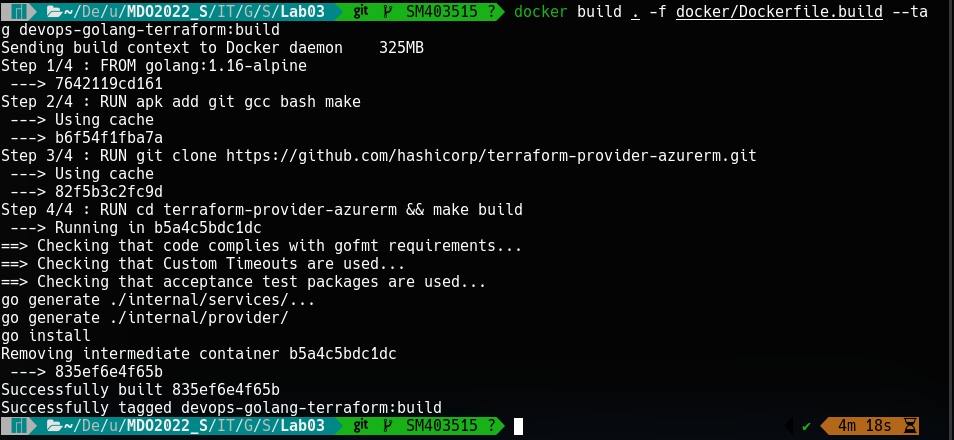 ~/De/u/MDO2022_S/IT/G/S/Lab03 git SM403515 ? docker build . -f docker/Dockerfile.build --ta
g devops-golang-terraform:build
Sending build context to Docker daemon    325MB
Step 1/4 : FROM golang:1.16-alpine
 ---> 7642119cd161
Step 2/4 : RUN apk add git gcc bash make
 ---> Using cache
 ---> b6f54f1fba7a
Step 3/4 : RUN git clone https://github.com/hashicorp/terraform-provider-azurerm.git
 ---> Using cache
 ---> 82f5b3c2fc9d
Step 4/4 : RUN cd terraform-provider-azurerm && make build
 ---> Running in b5a4c5bdc1dc
==> Checking that code complies with gofmt requirements...
==> Checking that Custom Timeouts are used...
==> Checking that acceptance test packages are used...
go generate ./internal/services/...
go generate ./internal/provider/
go install
Removing intermediate container b5a4c5bdc1dc
 ---> 835ef6e4f65b
Successfully built 835ef6e4f65b
Successfully tagged devops-golang-terraform:build
~/De/u/MDO2022_S/IT/G/S/Lab03 git SM403515 ? ✔ 4m 18s